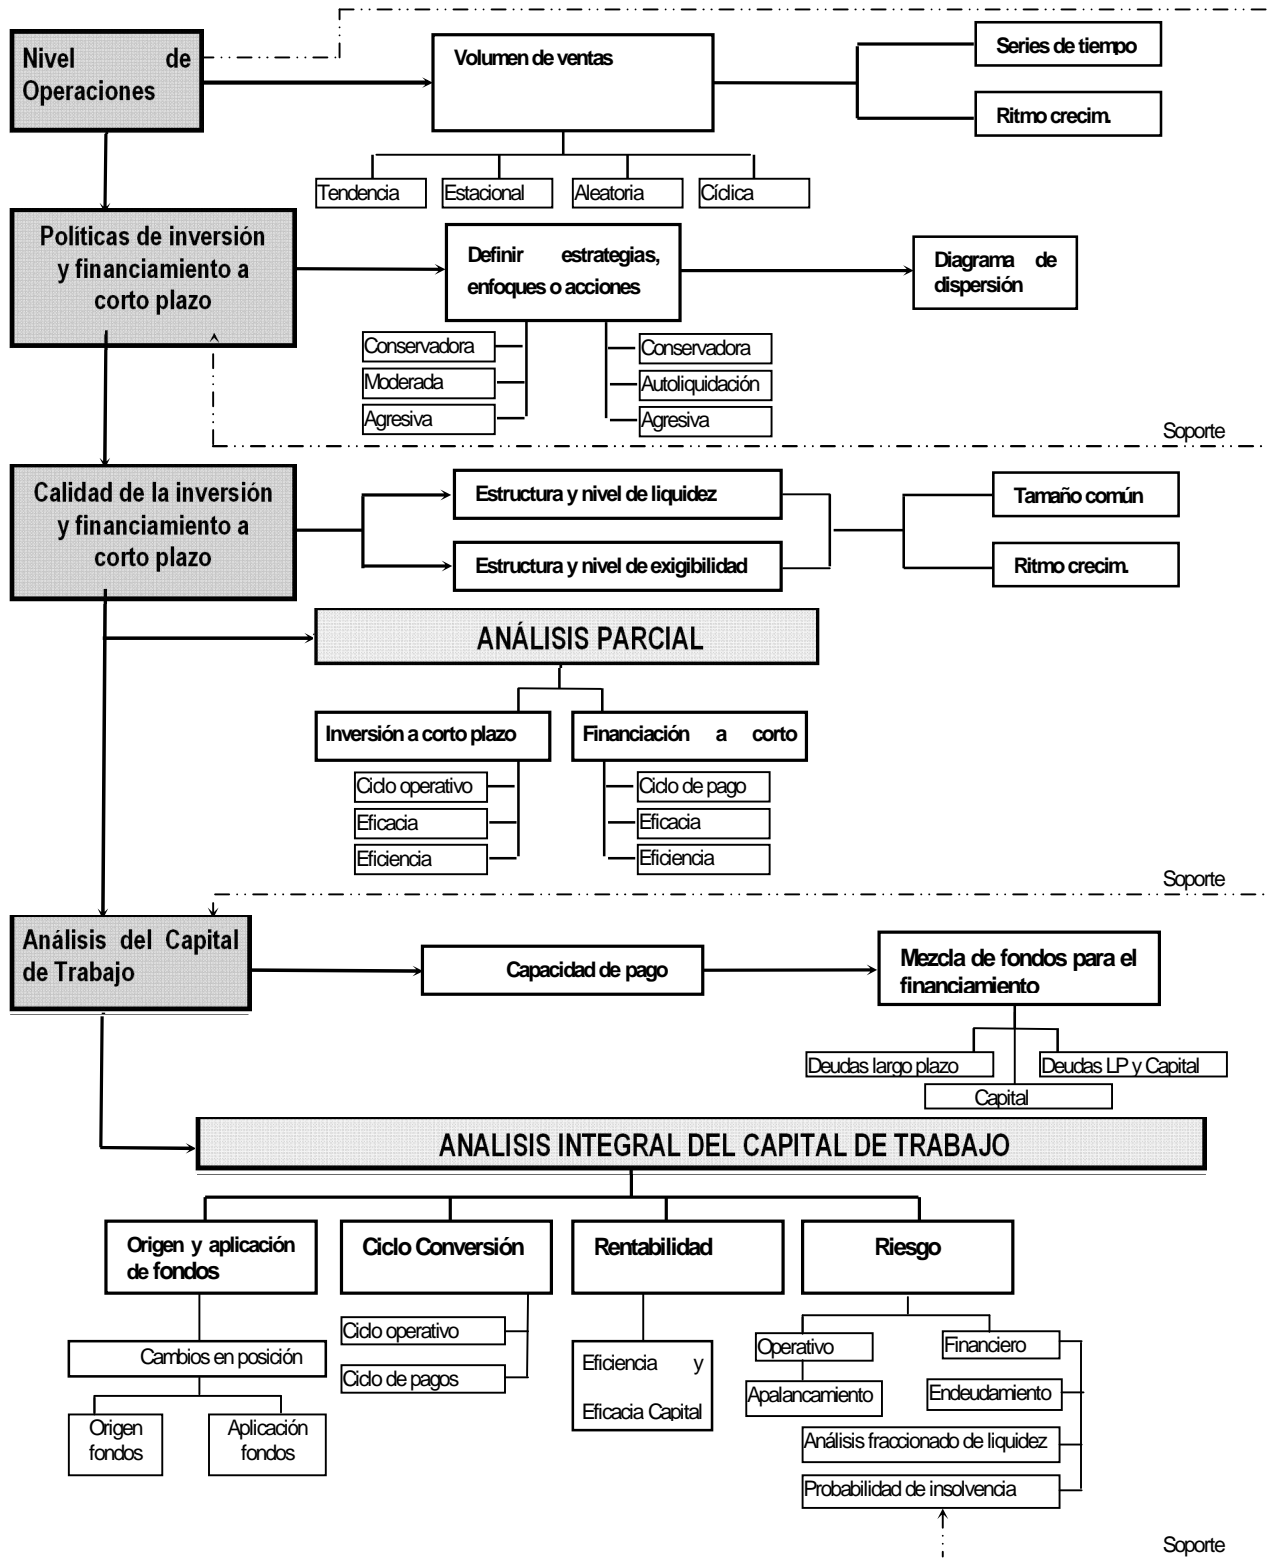 Nivel de
Operaciones
Volumen de ventas
Series de tiempo
Ritmo crecim.
Tendencia
Estacional
Aleatoria
Cíclica
Políticas de inversión
y financiamiento a
corto plazo
Definir estrategias,
enfoques o acciones
Diagrama de
dispersión
Conservadora
Moderada
Agresiva
Conservadora
Autoliquidación
Agresiva
Soporte
Calidad de la inversión
y financiamiento a
corto plazo
Estructura y nivel de liquidez
Estructura y nivel de exigibilidad
Tamaño común
Ritmo crecim.
ANÁLISIS PARCIAL
Inversión a corto plazo
Financiación a corto
Ciclo operativo
Eficacia
Eficiencia
Ciclo de pago
Eficacia
Eficiencia
Soporte
Análisis del Capital
de Trabajo
Capacidad de pago
Mezcla de fondos para el
financiamiento
Deudas largo plazo
Deudas LP y Capital
Capital
ANALISIS INTEGRAL DEL CAPITAL DE TRABAJO
Origen y aplicación
de fondos
Ciclo Conversión
Rentabilidad
Riesgo
Cambios en posición
Origen
fondos
Aplicación
fondos
Ciclo operativo
Ciclo de pagos
Eficiencia y
Eficacia Capital
Operativo
Apalancamiento
Financiero
Endeudamiento
Análisis fraccionado de liquidez
Probabilidad de insolvencia
Soporte